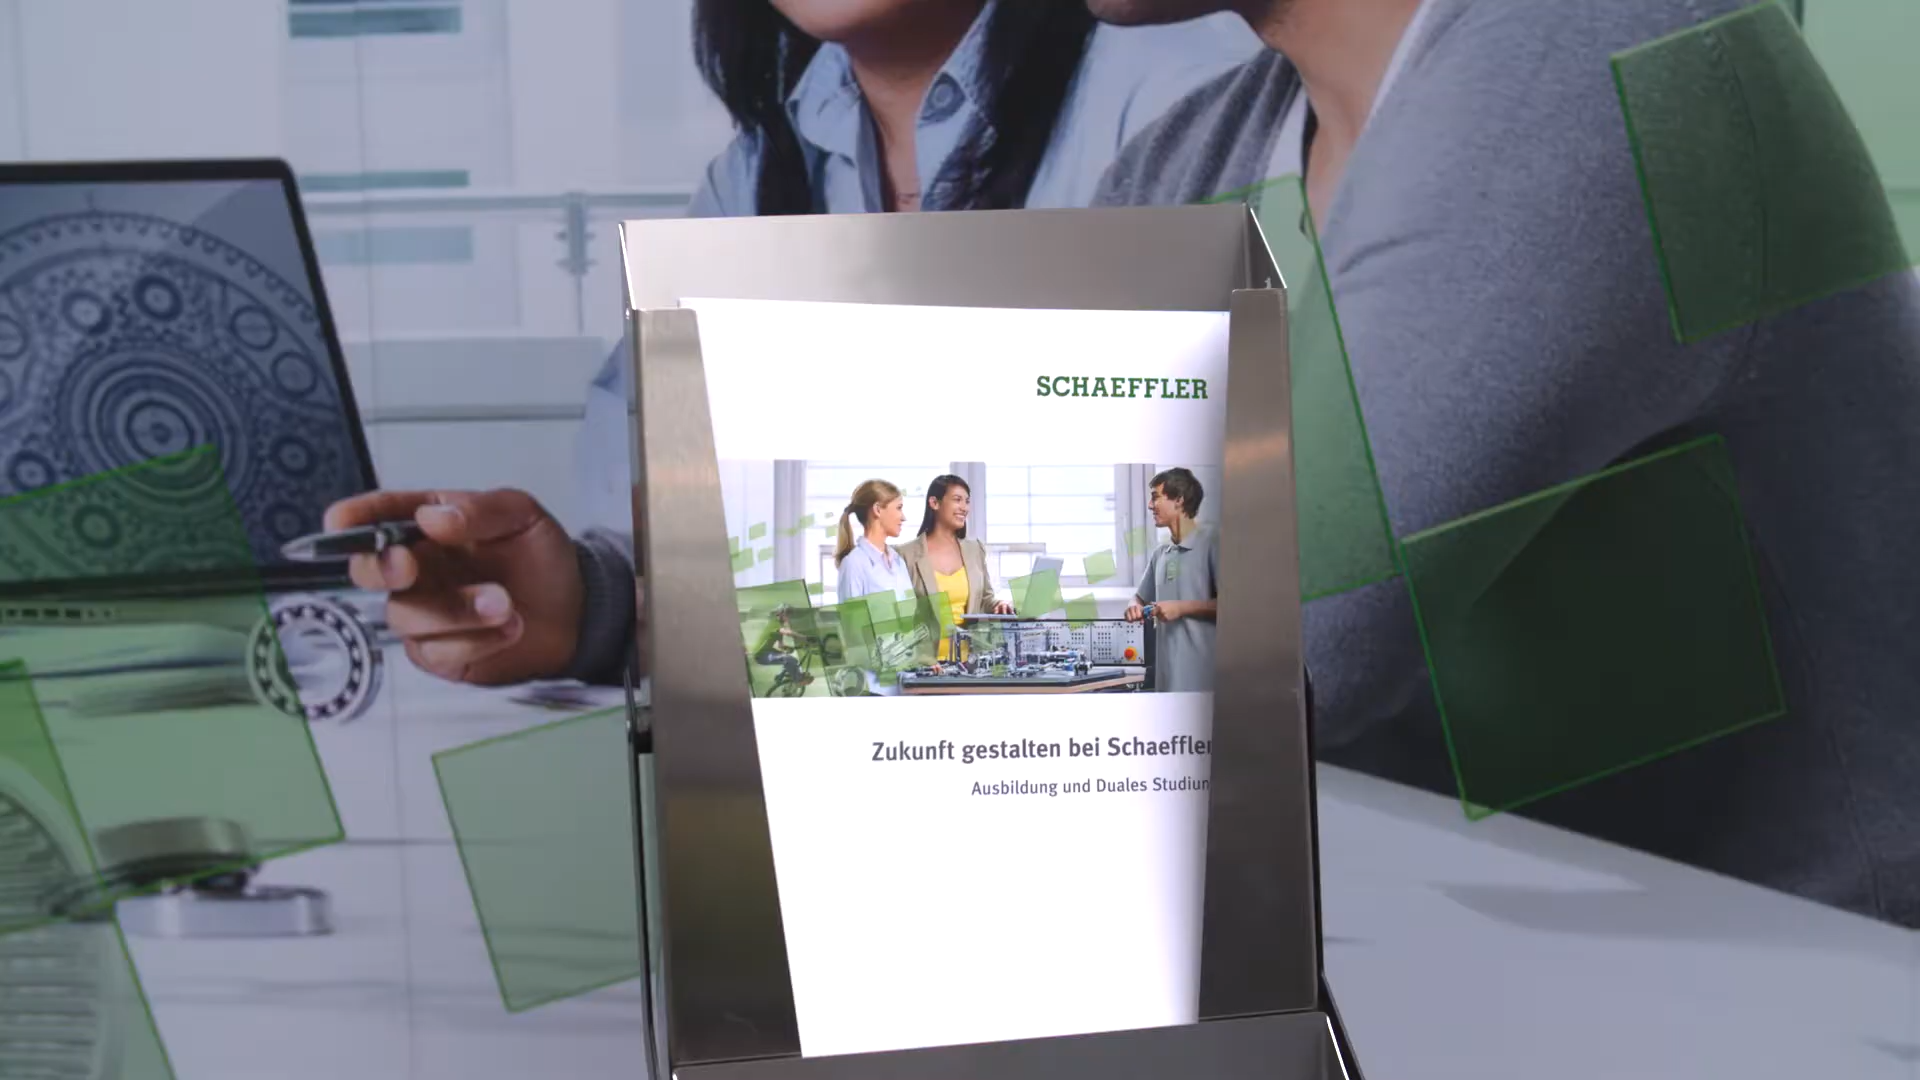 SCHAEFFLER
Zukunft gestalten bei Schaeffler
Ausbildung und Duales Studium